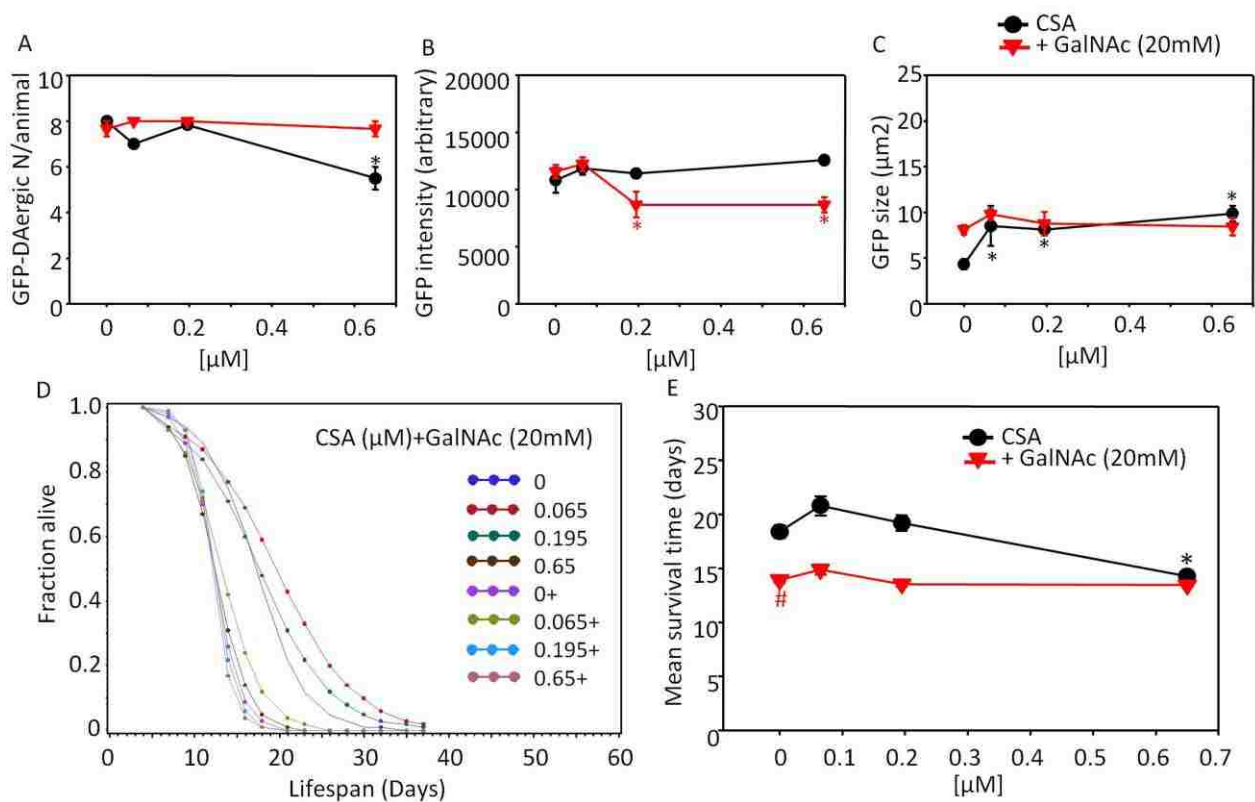 CSA
+ GalNAc (20mM)
A
GFP-DAergic N/animal
10
8
6
4
2
0
*
0 0.2 0.4 0.6
[µM]
B
GFP intensity (arbitrary)
20000
15000
10000
5000
0
* *
0 0.2 0.4 0.6
[µM]
C
GFP size (µm2)
25
20
15
10
5
0
* * *
0 0.2 0.4 0.6
[µM]
D
Fraction alive
1.0
0.8
0.6
0.4
0.2
0
CSA (µM)+GalNAc (20mM)
0
0.065
0.195
0.65
0+
0.065+
0.195+
0.65+
0 10 20 30 40 50 60
Lifespan (Days)
E
Mean survival time (days)
30
25
20
15
10
5
0
CSA
+ GalNAc (20mM)
*
#
0 0.1 0.2 0.3 0.4 0.5 0.6 0.7
[µM]